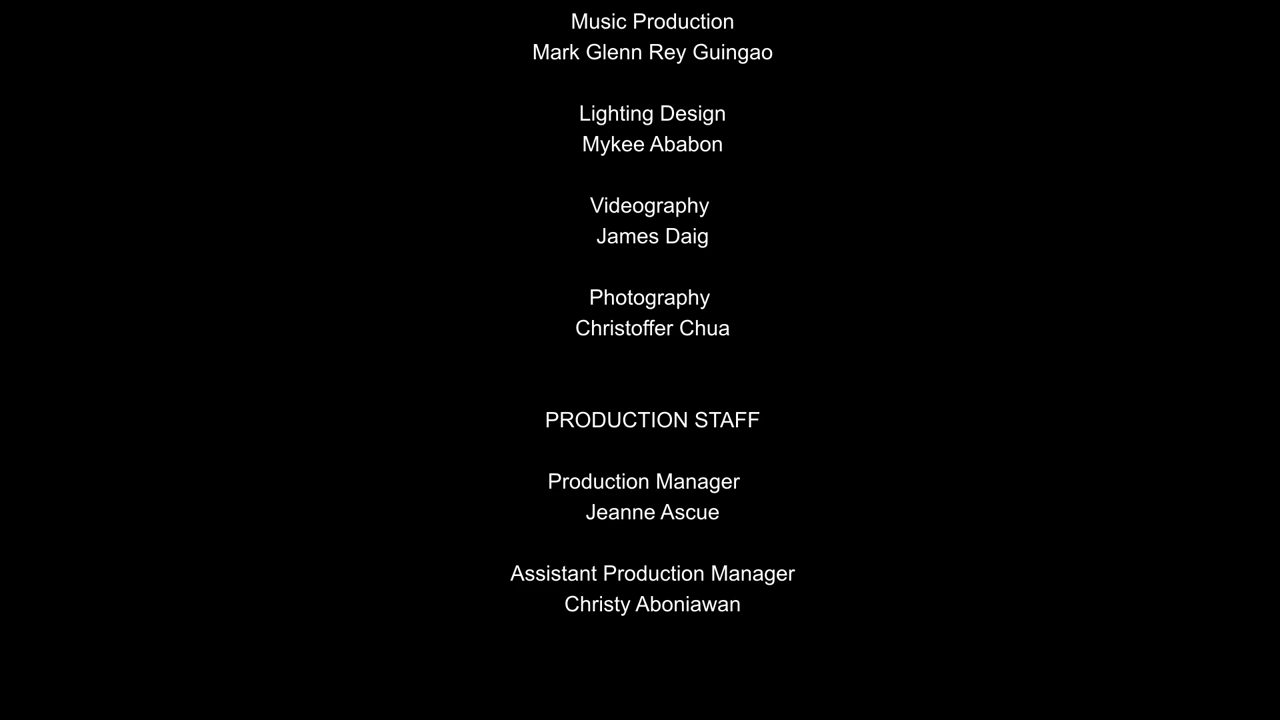 Music Production
Mark Glenn Rey Guingao
Lighting Design
Mykee Ababon
Videography
James Daig
Photography
Christoffer Chua
PRODUCTION STAFF
Production Manager
Jeanne Ascue
Assistant Production Manager
Christy Aboniawan